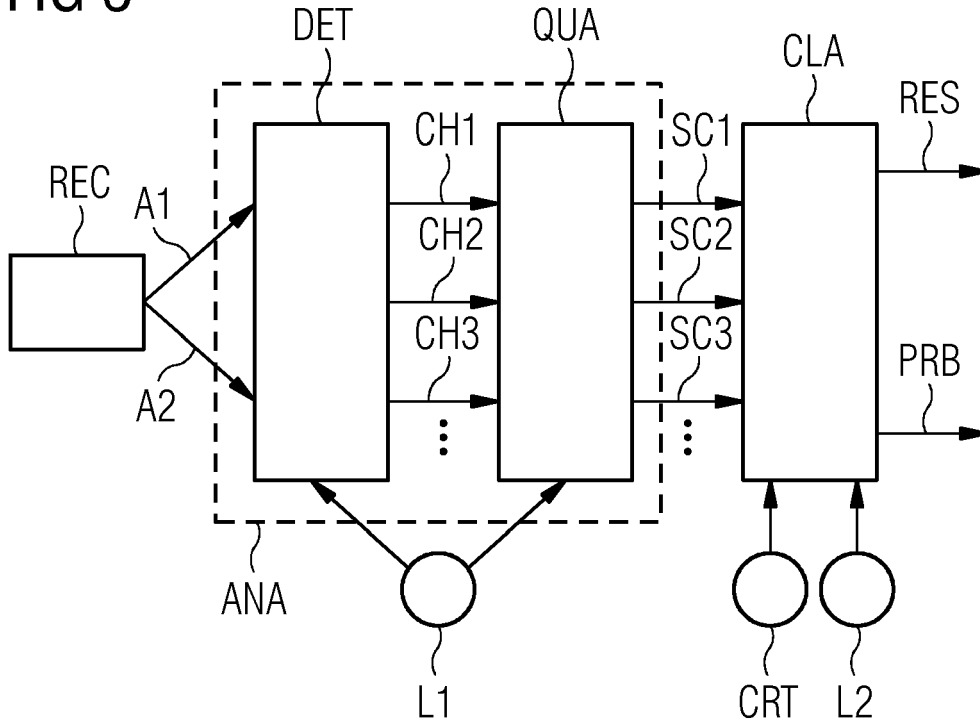 DET
QUA
CLA
RES
REC
A1
CH1
SC1
CH2
SC2
CH3
SC3
A2
PRB
ANA
L1
CRT
L2